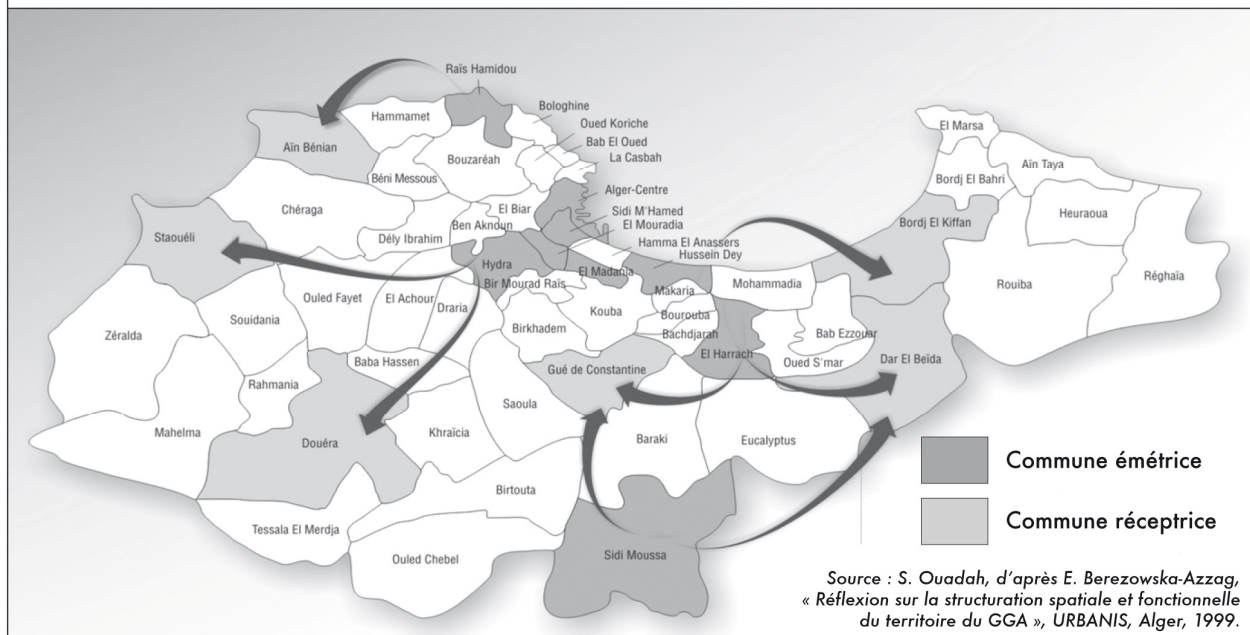 Raïs Hamidou
Bologhine
Hammamet
Oued Koriche
El Marsa
Bab El Oued
Aïn Bénian
La Casbah
Bouzaréah
Aïn Taya
Béni Messous
Bordj El Bahri
Alger-Centre
Chéraga
El Biar
Sidi M'Hamed
Heuraoua
Ben Aknoun
El Mouradia
Bordj El Kiffan
Staouéli
Dély Ibrahim
Hamma El Anassers
Hussein Dey
Hydra
El Madania
Réghaïa
Bir Mourad Raïs
Mohammadia
Rouiba
Makaria
Ouled Fayet
El Achour
Draria
Kouba
Bourouba
Souidania
Birkhadem
Bachdjarah
Bab Ezzouar
Zéralda
El Harrach
Oued S'mar
Dar El Beïda
Baba Hassen
Gué de Constantine
Rahmania
Saoula
Mahelma
Douéra
Khraïcia
Baraki
Eucalyptus
Birtouta
Tessala El Merdja
Ouled Chebel
Sidi Moussa
Commune émétrice
Commune réceptrice
Source : S. Ouadah, d'après E. Berezowska-Azzag,
« Réflexion sur la structuration spatiale et fonctionnelle
du territoire du GGA », URBANIS, Alger, 1999.